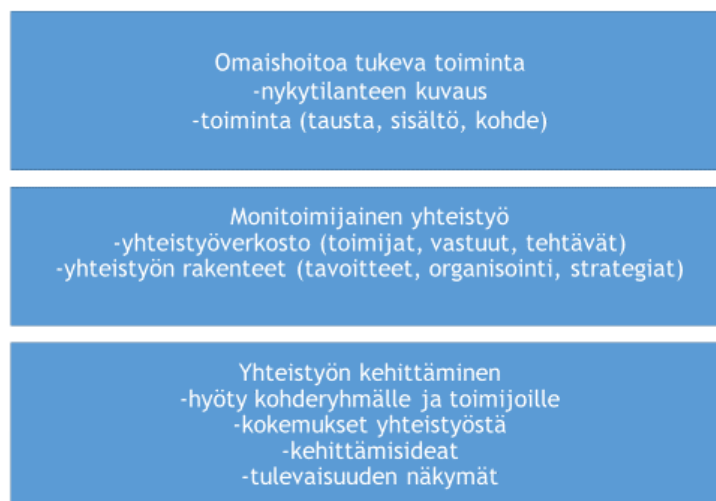 Omaishoitoa tukeva toiminta
-nykytilanteen kuvaus
-toiminta (tausta, sisältö, kohde)
Monitoimijainen yhteistyö
-yhteistyöverkosto (toimijat, vastuut, tehtävät)
-yhteistyön rakenteet (tavoitteet, organisointi, strategiat)
Yhteistyön kehittäminen
-hyöty kohderyhmälle ja toimijoille
-kokemukset yhteistyöstä
-kehittämisideat
-tulevaisuuden näkymät